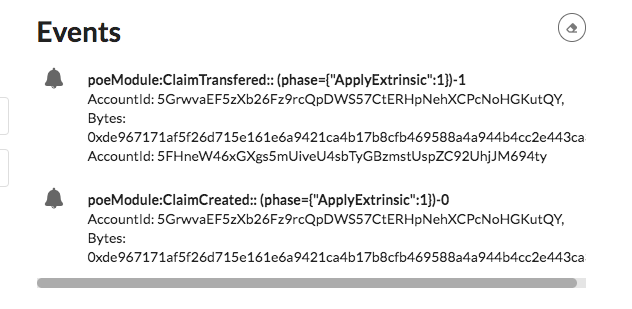 Events
poeModule:ClaimTransfered:: (phase={"ApplyExtrinsic":1})-1
AccountId: 5GrwvaEF5zXb26Fz9rcQpDWS57CtERHpNehXCPcNoHGKutQY,
Bytes:
0xde967171af5f26d715e161e6a9421ca4b17b8cfb469588a4a944b4cc2e443ca
AccountId: 5FHneW46xGXgs5mUiveU4sbTyGBzmstUspZC92UhjJM694ty
poeModule:ClaimCreated:: (phase={"ApplyExtrinsic":1})-0
AccountId: 5GrwvaEF5zXb26Fz9rcQpDWS57CtERHpNehXCPcNoHGKutQY,
Bytes:
0xde967171af5f26d715e161e6a9421ca4b17b8cfb469588a4a944b4cc2e443ca